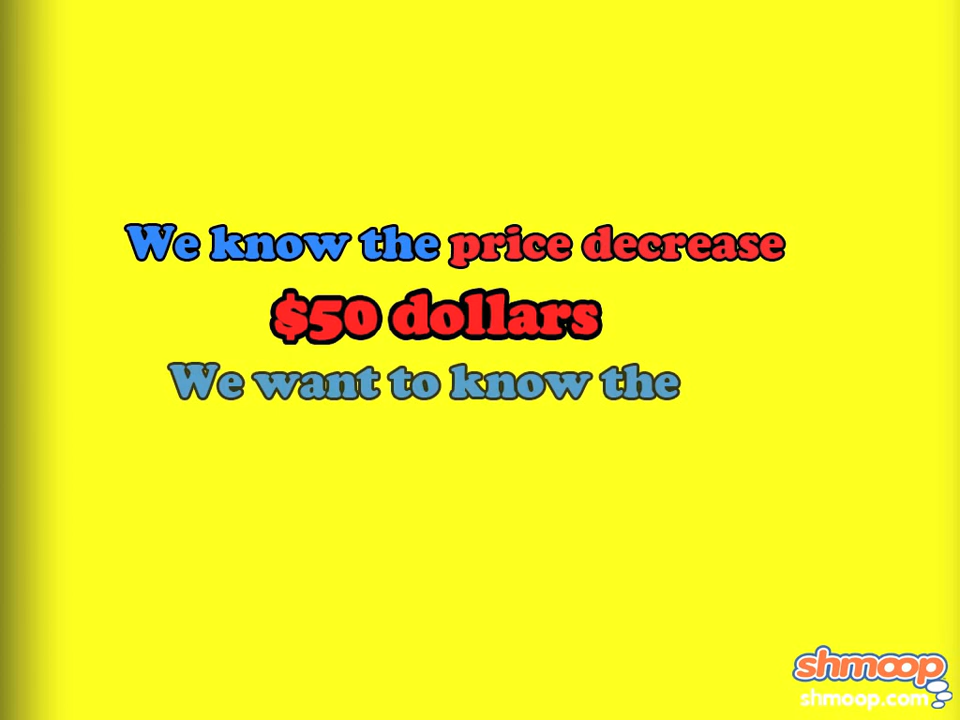 We know the price decrease
$50 dollars
We want to know the
shmoop
shmoop.com